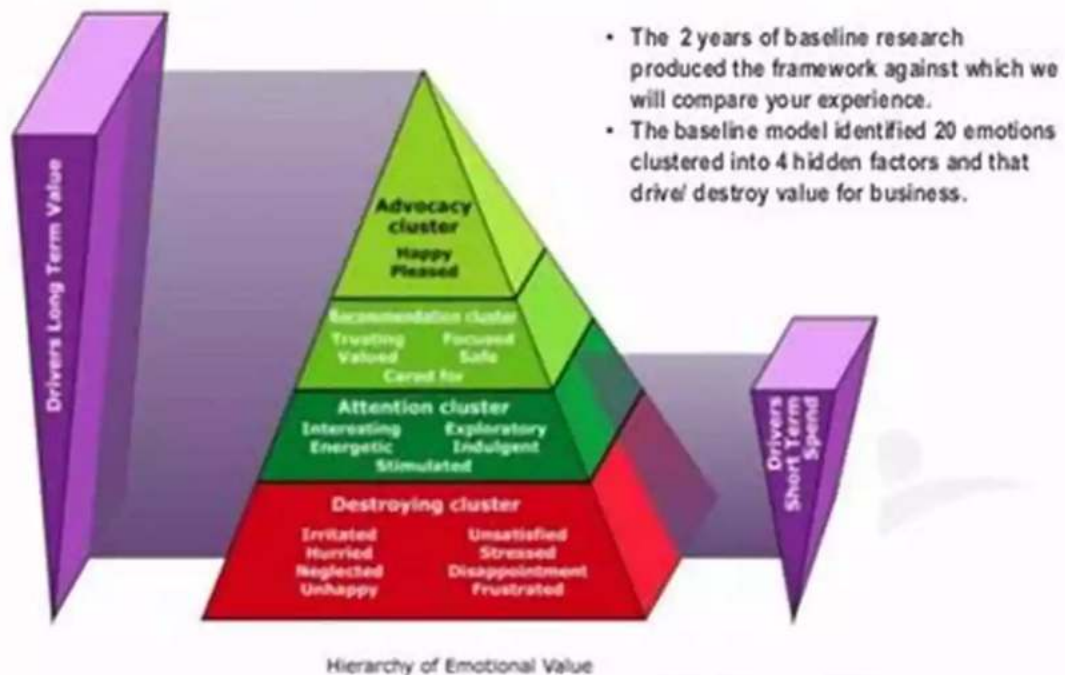 • The 2 years of baseline research
produced the framework against which we
will compare your experience.
• The baseline model identified 20 emotions
clustered into 4 hidden factors and that
drive/ destroy value for business.
Drivers Long Term Value
Advocacy
cluster
Happy
Pleased
Recommendation cluster
Trusting Focused
Valued Safe
Cared for
Attention cluster
Interesting Exploratory
Energetic Indulgent
Stimulated
Destroying cluster
Irritated Unsatisfied
Hurried Stressed
Neglected Disappointment
Unhappy Frustrated
Drivers
Short Term
Spend
Hierarchy of Emotional Value